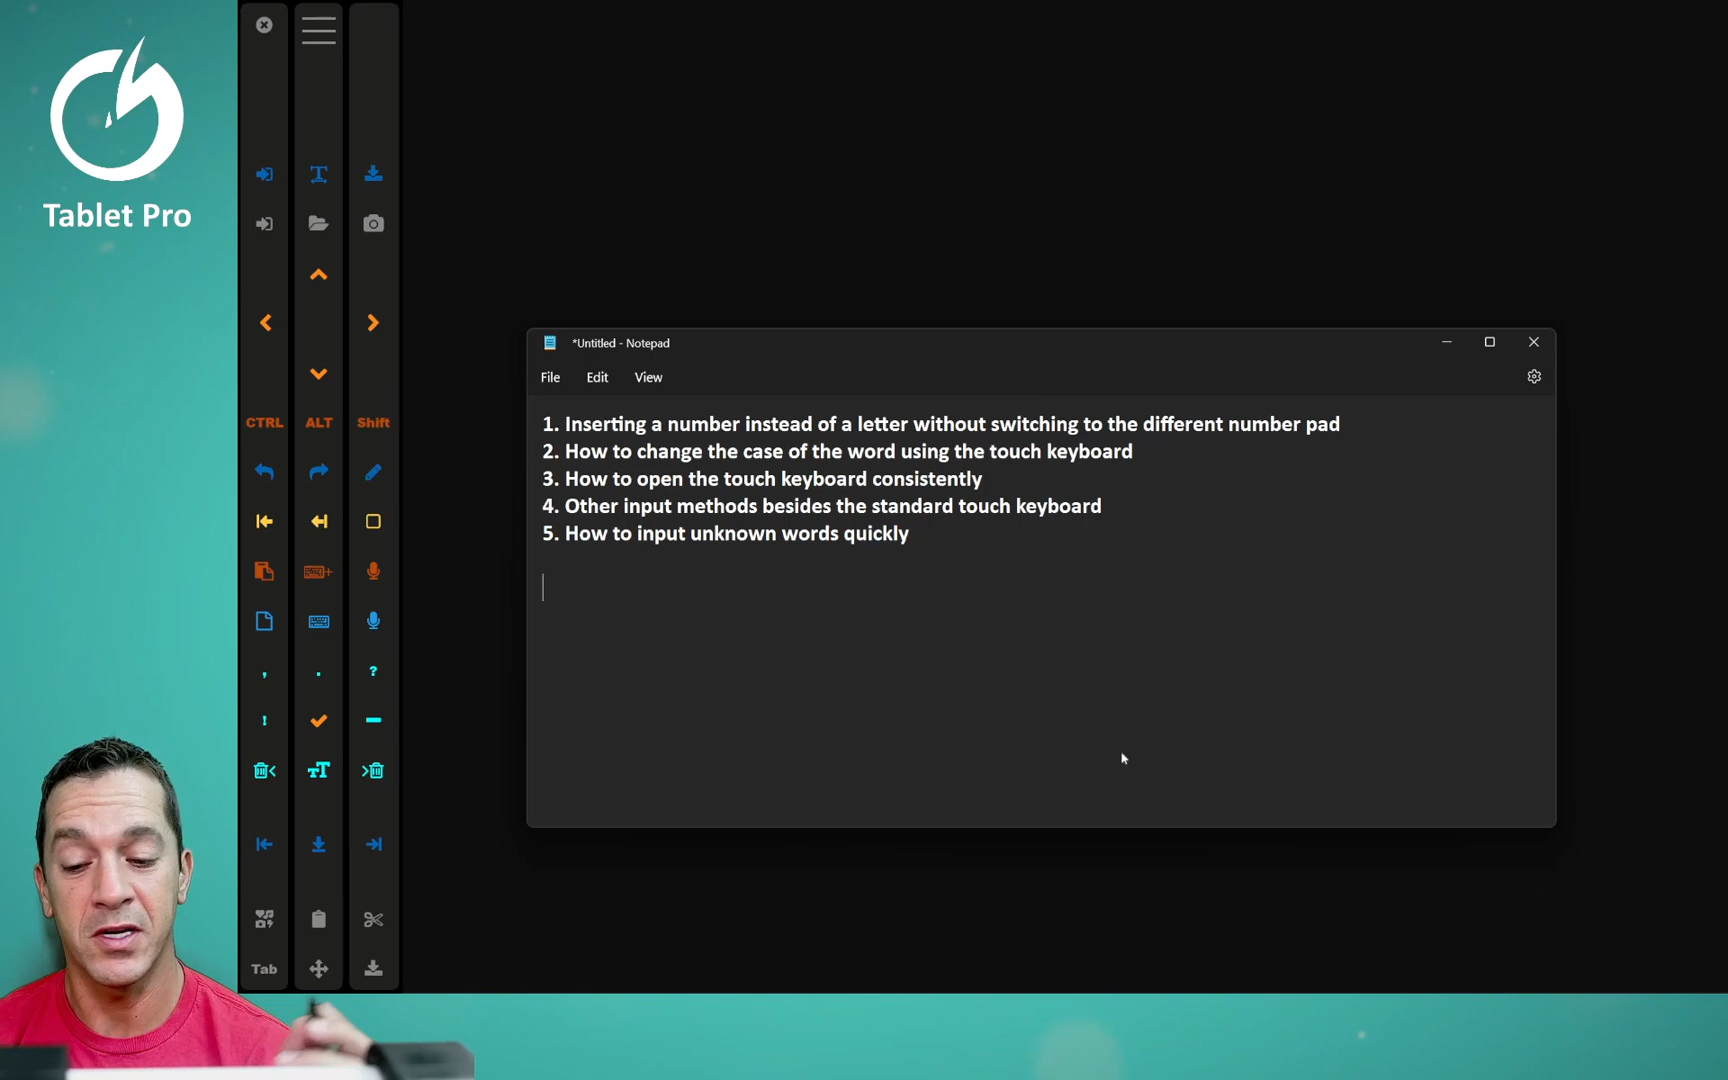 Tablet Pro
CTRL ALT Shift
, . ?
!
Tab
*Untitled - Notepad
File Edit View
1. Inserting a number instead of a letter without switching to the different number pad
2. How to change the case of the word using the touch keyboard
3. How to open the touch keyboard consistently
4. Other input methods besides the standard touch keyboard
5. How to input unknown words quickly